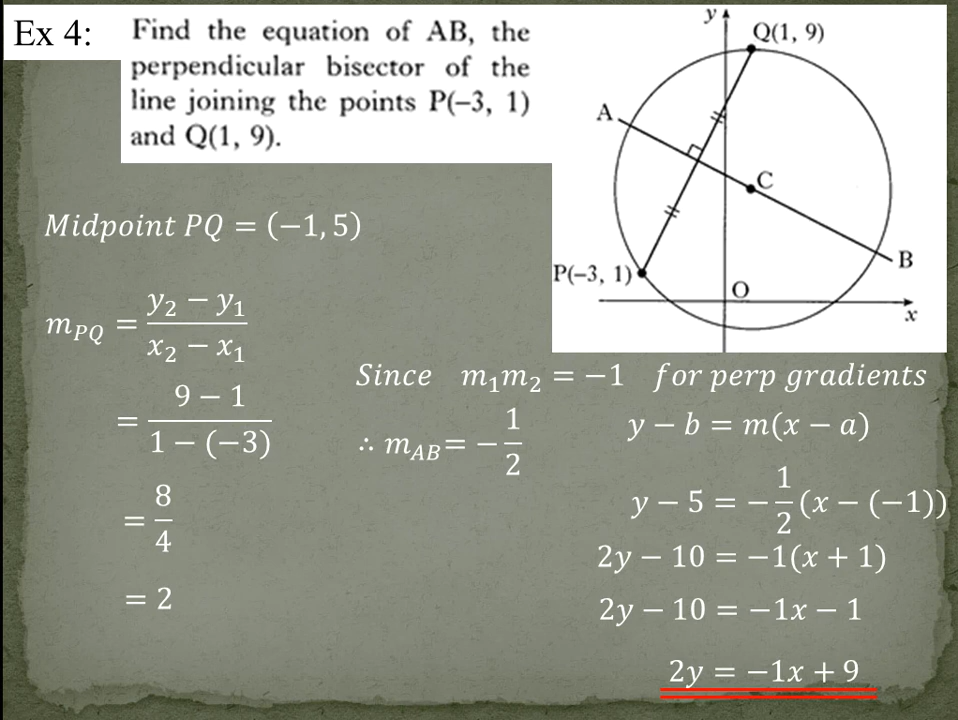 Ex 4:
Find the equation of AB, the
perpendicular bisector of the
line joining the points P(–3, 1)
and Q(1, 9).
y
Q(1, 9)
A
C
B
P(–3, 1)
O
x
Midpoint PQ = (−1, 5)
m_PQ = (y₂ − y₁)/(x₂ − x₁)
= (9 − 1)/(1 − (−3))
= 8/4
= 2
Since m₁m₂ = −1 for perp gradients
∴ m_AB = −1/2
y − b = m(x − a)
y − 5 = −1/2(x − (−1))
2y − 10 = −1(x + 1)
2y − 10 = −1x − 1
2y = −1x + 9